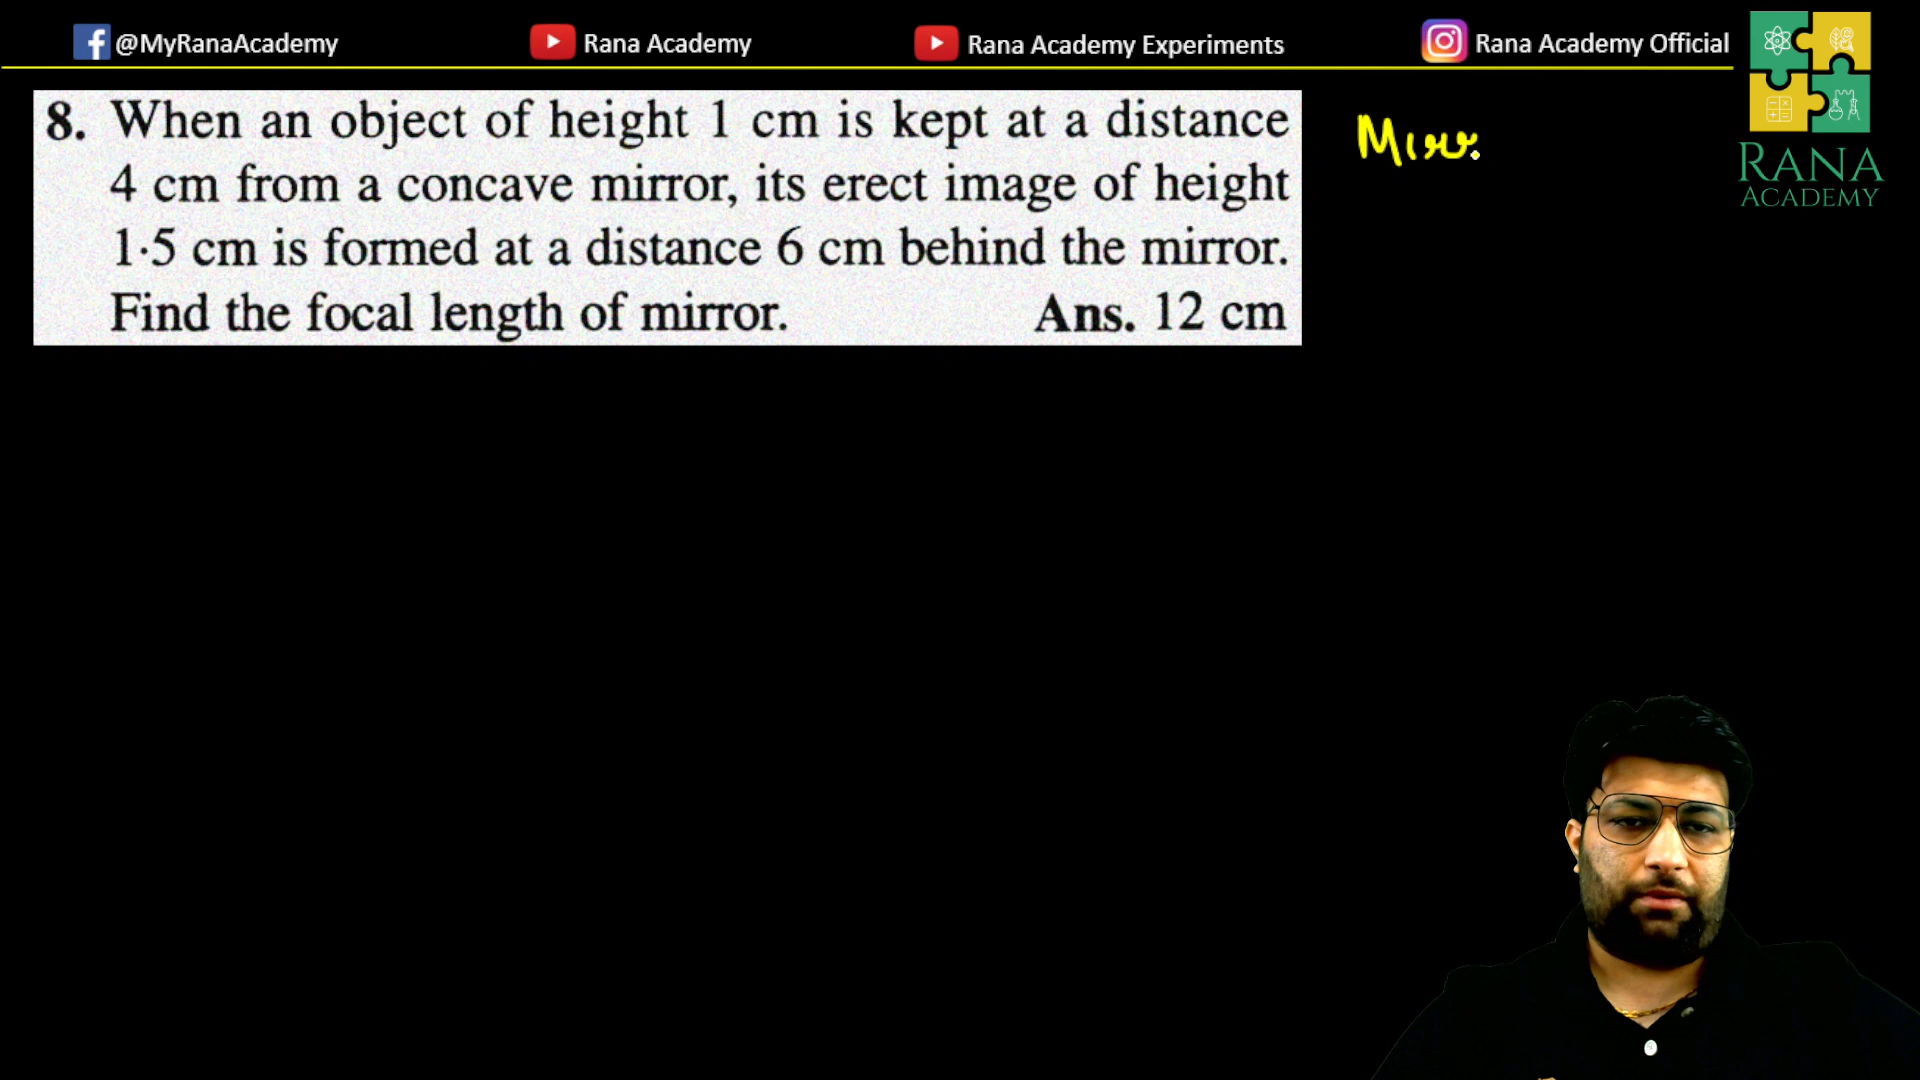 @MyRanaAcademy
Rana Academy
Rana Academy Experiments
Rana Academy Official
RANA
ACADEMY
8. When an object of height 1 cm is kept at a distance
4 cm from a concave mirror, its erect image of height
1·5 cm is formed at a distance 6 cm behind the mirror.
Find the focal length of mirror. Ans. 12 cm